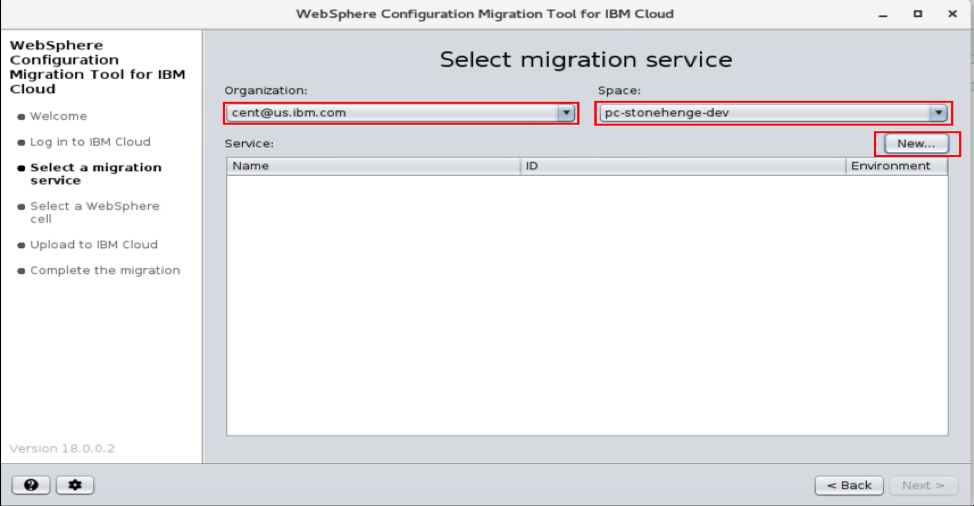 WebSphere Configuration Migration Tool for IBM Cloud
WebSphere
Configuration
Migration Tool for IBM
Cloud
Welcome
Log in to IBM Cloud
Select a migration
service
Select a WebSphere
cell
Upload to IBM Cloud
Complete the migration
Version 18.0.0.2
Select migration service
Organization:
Space:
cent@us.ibm.com
pc-stonehenge-dev
Service:
New...
Name
ID
Environment
< Back
Next >